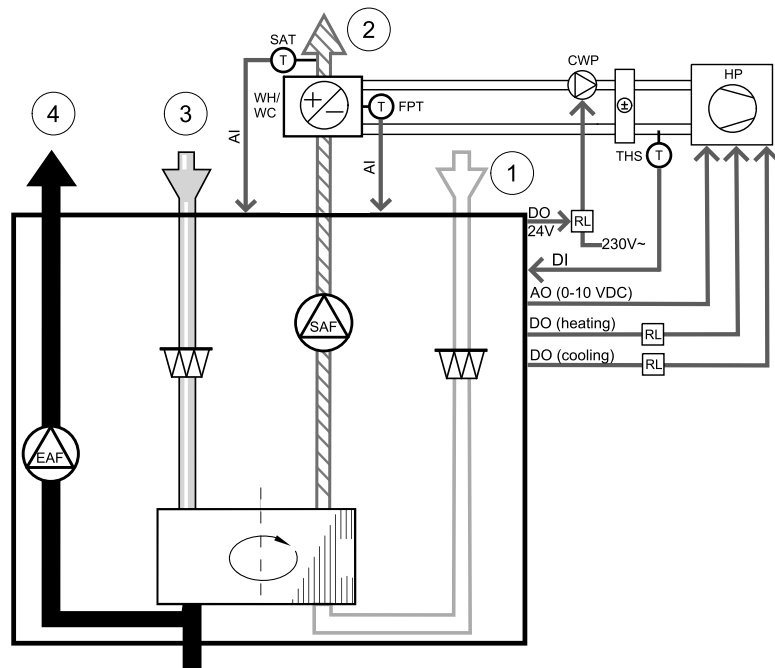 2
SAT
T
CWP
HP
WH/
WC
T
FPT
±
4
3
AI
AI
THS
T
1
DO
24V
RL
230V~
DI
AO (0-10 VDC)
SAF
DO (heating)
RL
DO (cooling)
RL
EAF